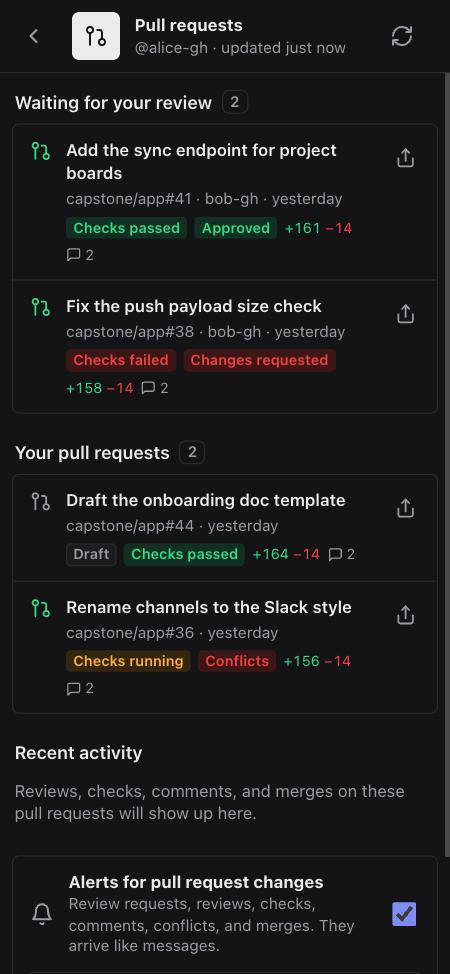 Pull requests
@alice-gh · updated just now
Waiting for your review 2
Add the sync endpoint for project
boards
capstone/app#41 · bob-gh · yesterday
Checks passed Approved +161 −14
2
Fix the push payload size check
capstone/app#38 · bob-gh · yesterday
Checks failed Changes requested
+158 −14 2
Your pull requests 2
Draft the onboarding doc template
capstone/app#44 · yesterday
Draft Checks passed +164 −14 2
Rename channels to the Slack style
capstone/app#36 · yesterday
Checks running Conflicts +156 −14
2
Recent activity
Reviews, checks, comments, and merges on these
pull requests will show up here.
Alerts for pull request changes
Review requests, reviews, checks,
comments, conflicts, and merges. They
arrive like messages.